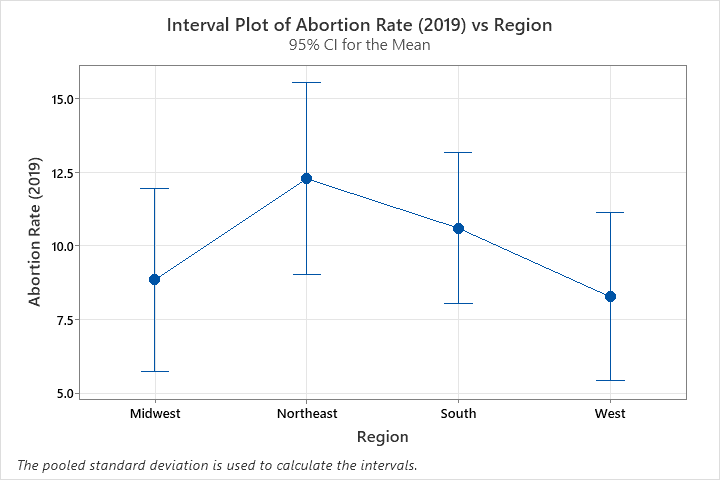 Interval Plot of Abortion Rate (2019) vs Region
95% CI for the Mean
Abortion Rate (2019)
15.0
12.5
10.0
7.5
5.0
Midwest Northeast South West
Region
The pooled standard deviation is used to calculate the intervals.